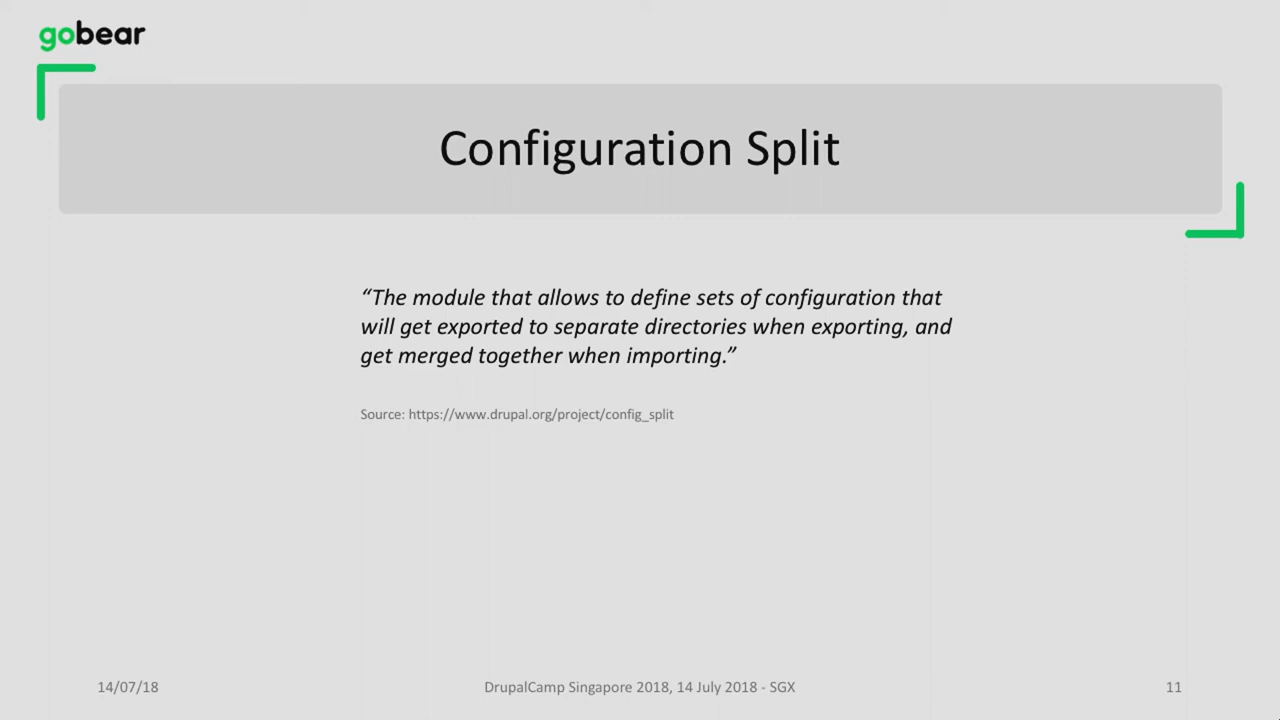 gobear
Configuration Split
“The module that allows to define sets of configuration that
will get exported to separate directories when exporting, and
get merged together when importing.”
Source: https://www.drupal.org/project/config_split
14/07/18
DrupalCamp Singapore 2018, 14 July 2018 - SGX
11